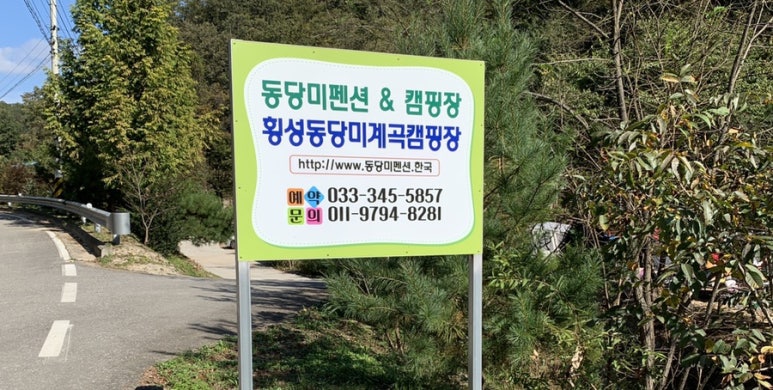 동당미펜션 & 캠핑장
횡성동당미계곡캠핑장
http://www.동당미펜션.한국
예약 033-345-5857
문의 011-9794-8281